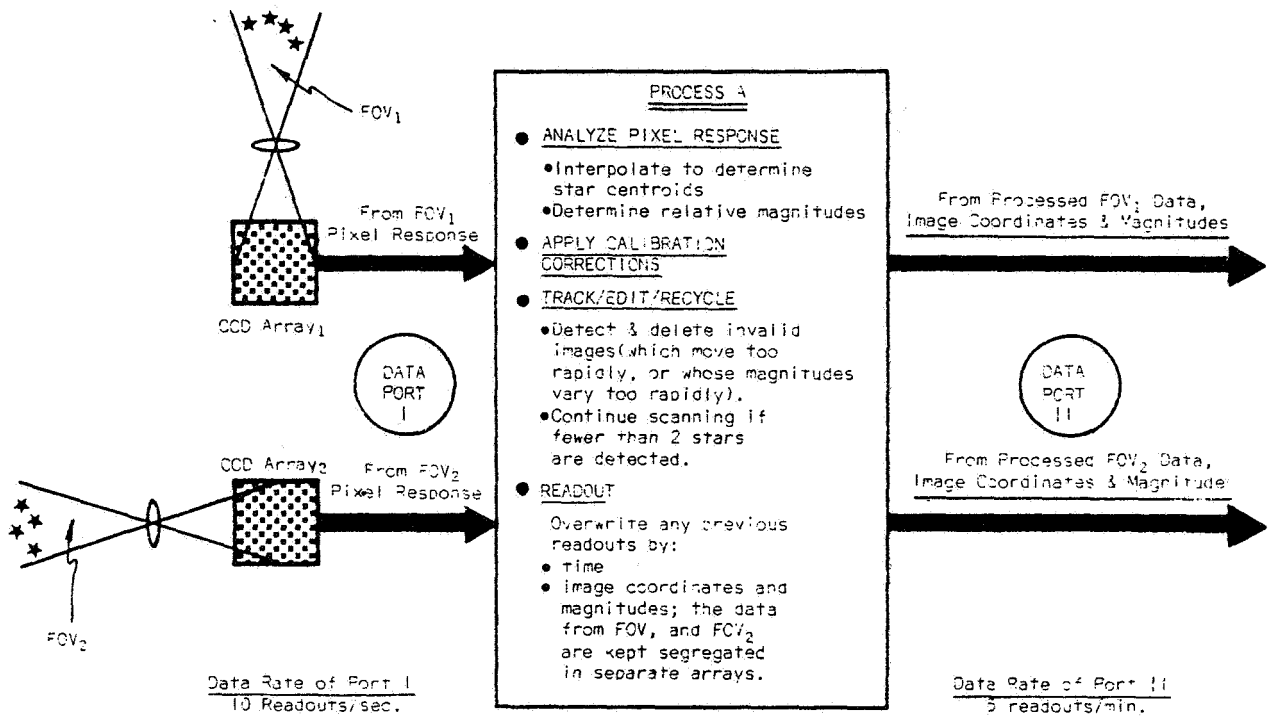 FOV1
From FOV1
Pixel Response
CCD Array1
DATA
PORT
I
CCD Array2
From FOV2
Pixel Response
FOV2
Data Rate of Port I
10 Readouts/sec.
PROCESS A
● ANALYZE PIXEL RESPONSE
•Interpolate to determine
star centroids
•Determine relative magnitudes
● APPLY CALIBRATION
CORRECTIONS
● TRACK/EDIT/RECYCLE
•Detect & delete invalid
images(which move too
rapidly, or whose magnitudes
vary too rapidly).
•Continue scanning if
fewer than 2 stars
are detected.
● READOUT
Overwrite any previous
readouts by:
● Time
● image coordinates and
magnitudes; the data
from FOV, and FOV2
are kept segregated
in separate arrays.
From Processed FOV1 Data,
Image Coordinates & Magnitudes
DATA
PORT
II
From Processed FOV2 Data,
Image Coordinates & Magnitude
Data Rate of Port II
readouts/min.